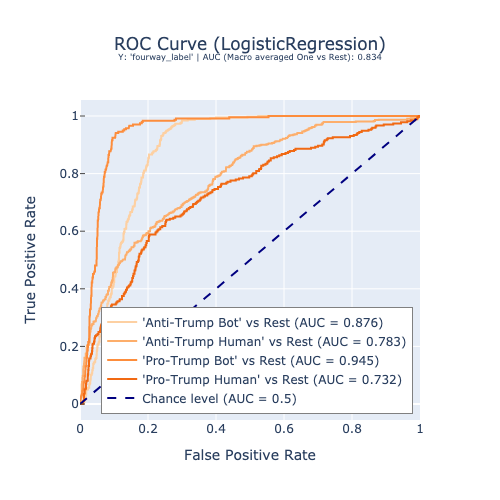 ROC Curve (LogisticRegression)
Y: 'fourway_label' | AUC (Macro averaged One vs Rest): 0.834
True Positive Rate
1
0.8
0.6
0.4
0.2
0
'Anti-Trump Bot' vs Rest (AUC = 0.876)
'Anti-Trump Human' vs Rest (AUC = 0.783)
'Pro-Trump Bot' vs Rest (AUC = 0.945)
'Pro-Trump Human' vs Rest (AUC = 0.732)
Chance level (AUC = 0.5)
0 0.2 0.4 0.6 0.8 1
False Positive Rate